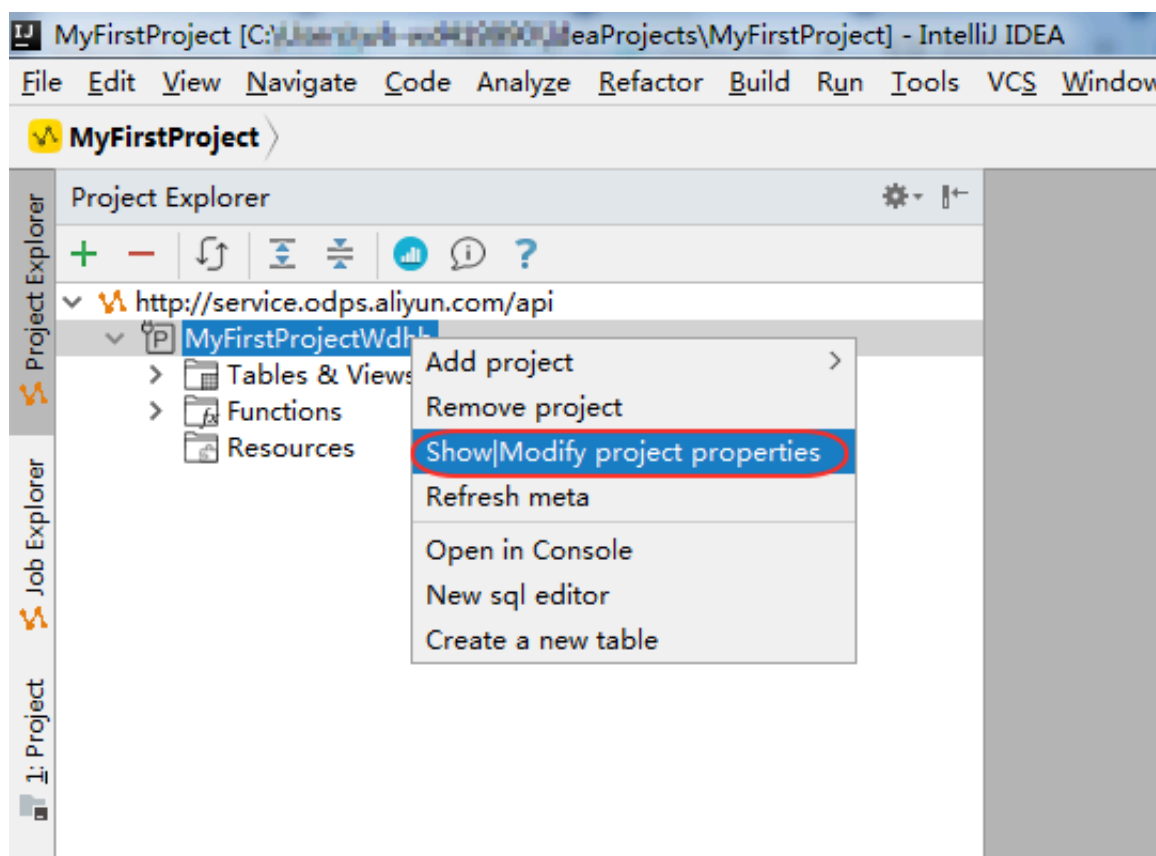 MyFirstProject [C:\ eaProjects\MyFirstProject] - IntelliJ IDEA
File Edit View Navigate Code Analyze Refactor Build Run Tools VCS Window
MyFirstProject
Project Explorer
http://service.odps.aliyun.com/api
MyFirstProjectWdhh
Tables & Views
Functions
Resources
Add project
Remove project
Show|Modify project properties
Refresh meta
Open in Console
New sql editor
Create a new table
Project Explorer
Job Explorer
1: Project